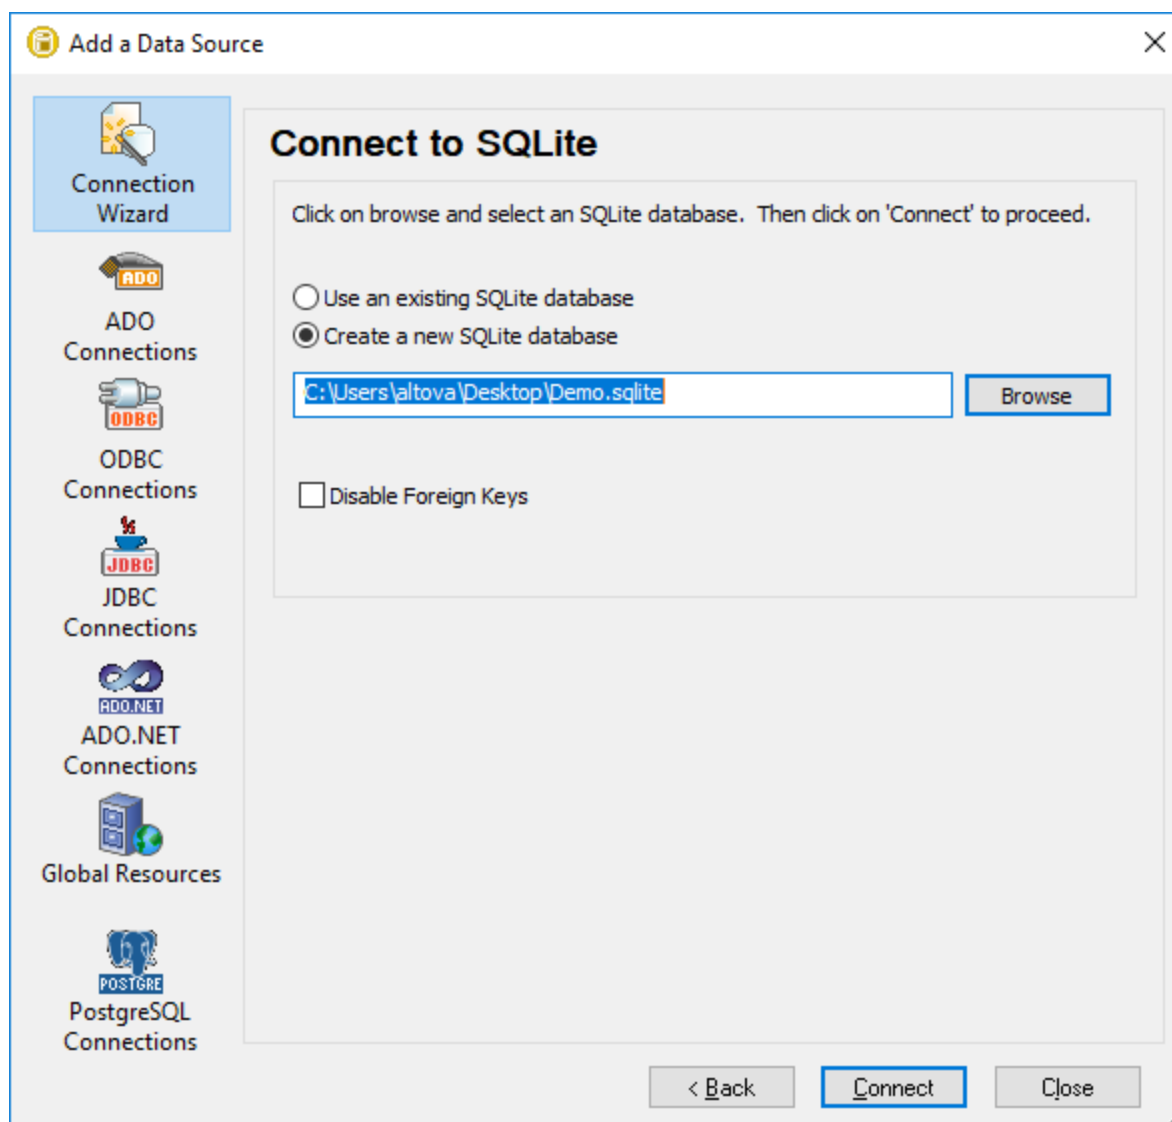 Add a Data Source
Connection
Wizard
ADO
ADO
Connections
ODBC
ODBC
Connections
JDBC
JDBC
Connections
ADO.NET
ADO.NET
Connections
Global Resources
POSTGRE
PostgreSQL
Connections
Connect to SQLite
Click on browse and select an SQLite database.  Then click on 'Connect' to proceed.
Use an existing SQLite database
Create a new SQLite database
C:\Users\altova\Desktop\Demo.sqlite
Browse
Disable Foreign Keys
< Back
Connect
Close